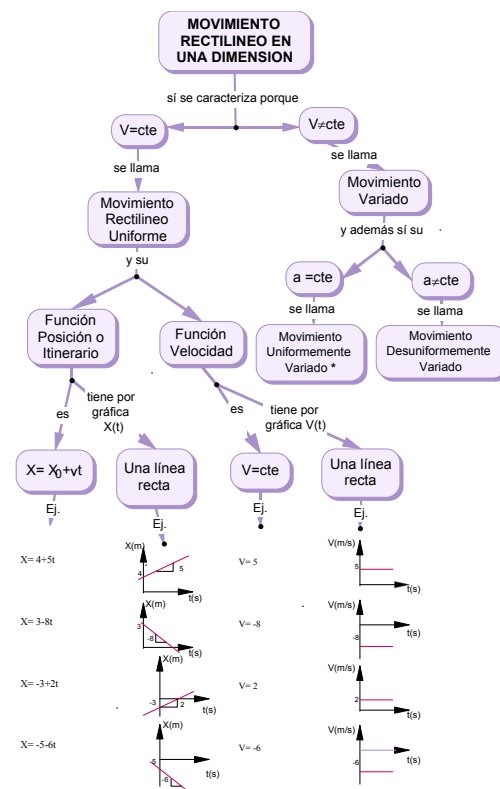 MOVIMIENTO
RECTILINEO EN
UNA DIMENSION
sí se caracteriza porque
V=cte
V≠cte
se llama
se llama
Movimiento
Rectilineo
Uniforme
Movimiento
Variado
y su
y además sí su
a =cte
a≠cte
se llama
se llama
Función
Posición o
Itinerario
Función
Velocidad
Movimiento
Uniformemente
Variado *
Movimiento
Desuniformemente
Variado
es
tiene por
gráfica
X(t)
es
tiene por
gráfica V(t)
X= X₀+vt
Una línea
recta
V=cte
Una línea
recta
Ej.
Ej.
Ej.
Ej.
X= 4+5t
X(m)
4
5
t(s)
V= 5
V(m/s)
5
t(s)
X= 3-8t
X(m)
3
-8
t(s)
V= -8
V(m/s)
-8
t(s)
X= -3+2t
X(m)
-3
2
t(s)
V= 2
V(m/s)
2
t(s)
X= -5-6t
X(m)
-5
-6
t(s)
V= -6
V(m/s)
-6
t(s)